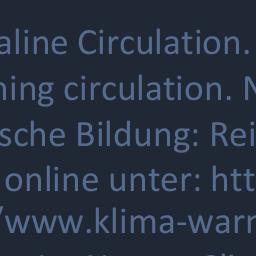 aline Circulation.
ning circulation. N
sche Bildung: Rei
online unter: htt
/www.klima-warn